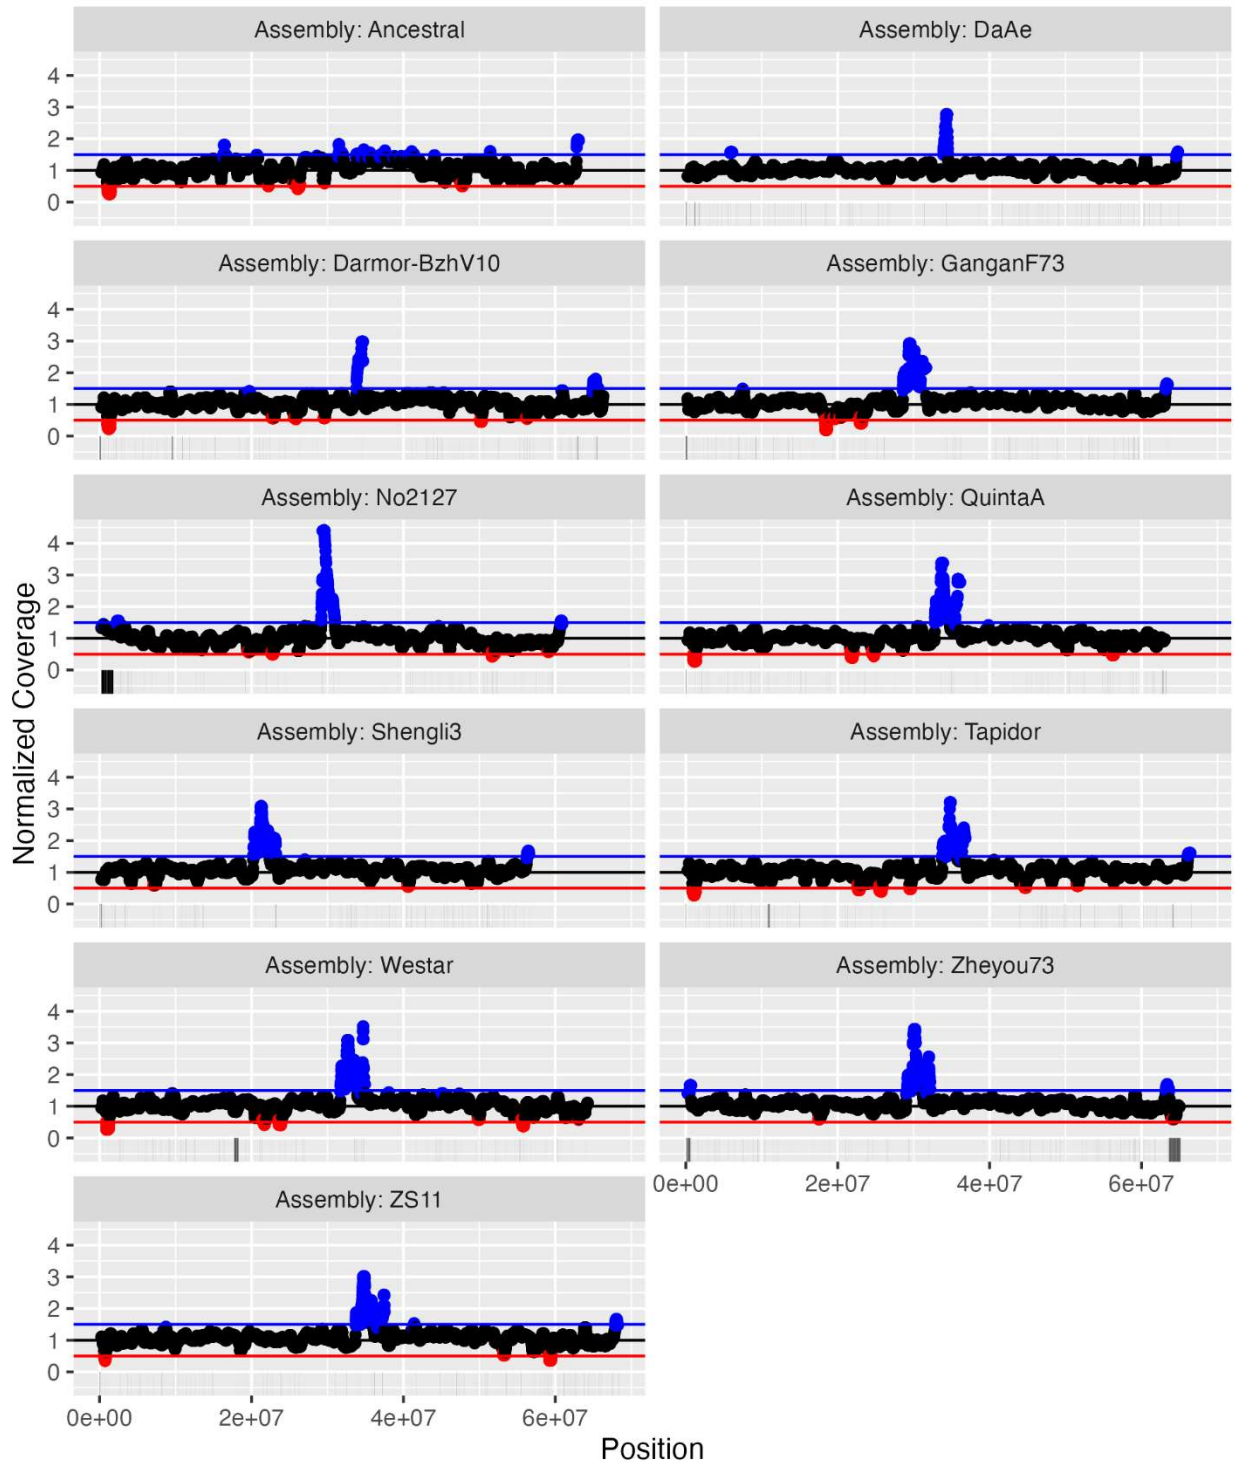 Assembly: Ancestral
Assembly: DaAe
4
3
2
1
0
Assembly: Darmor-BzhV10
Assembly: GanganF73
4
3
2
1
0
Assembly: No2127
Assembly: QuintaA
4
3
2
1
0
Normalized Coverage
Assembly: Shengli3
Assembly: Tapidor
4
3
2
1
0
Assembly: Westar
Assembly: Zheyou73
4
3
2
1
0
0e+00 2e+07 4e+07 6e+07
Assembly: ZS11
4
3
2
1
0
0e+00 2e+07 4e+07 6e+07
Position